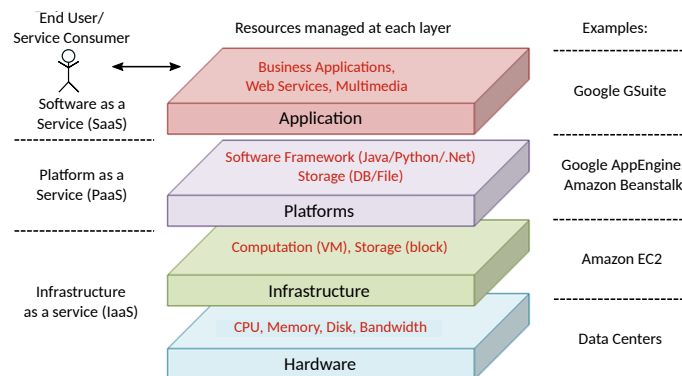 End User/
Service Consumer
Resources managed at each layer
Examples:
Business Applications,
Web Services, Multimedia
Application
Software as a
Service (SaaS)
Google GSuite
Software Framework (Java/Python/.Net)
Storage (DB/File)
Platforms
Platform as a
Service (PaaS)
Google AppEngine
Amazon Beanstalk
Computation (VM), Storage (block)
Infrastructure
Amazon EC2
Infrastructure
as a service (IaaS)
CPU, Memory, Disk, Bandwidth
Hardware
Data Centers